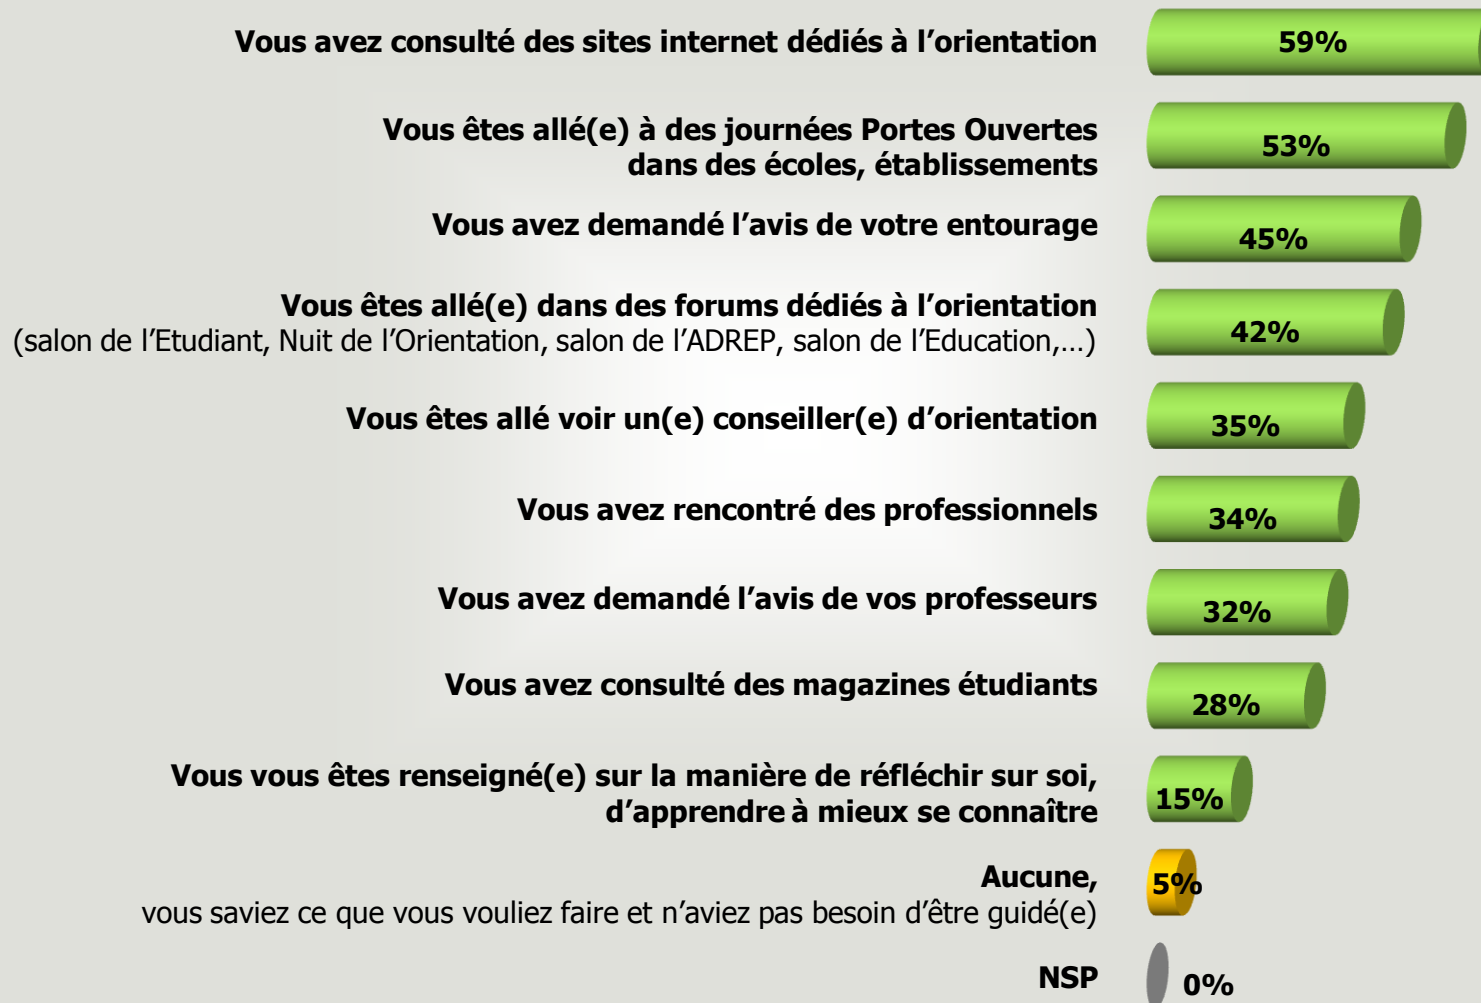 Vous avez consulté des sites internet dédiés à l’orientation 59%
Vous êtes allé(e) à des journées Portes Ouvertes
dans des écoles, établissements 53%
Vous avez demandé l’avis de votre entourage 45%
Vous êtes allé(e) dans des forums dédiés à l’orientation
(salon de l’Etudiant, Nuit de l’Orientation, salon de l’ADREP, salon de l’Education,…) 42%
Vous êtes allé voir un(e) conseiller(e) d’orientation 35%
Vous avez rencontré des professionnels 34%
Vous avez demandé l’avis de vos professeurs 32%
Vous avez consulté des magazines étudiants 28%
Vous vous êtes renseigné(e) sur la manière de réfléchir sur soi,
d’apprendre à mieux se connaître 15%
Aucune, 5%
vous saviez ce que vous vouliez faire et n’aviez pas besoin d’être guidé(e)
NSP 0%